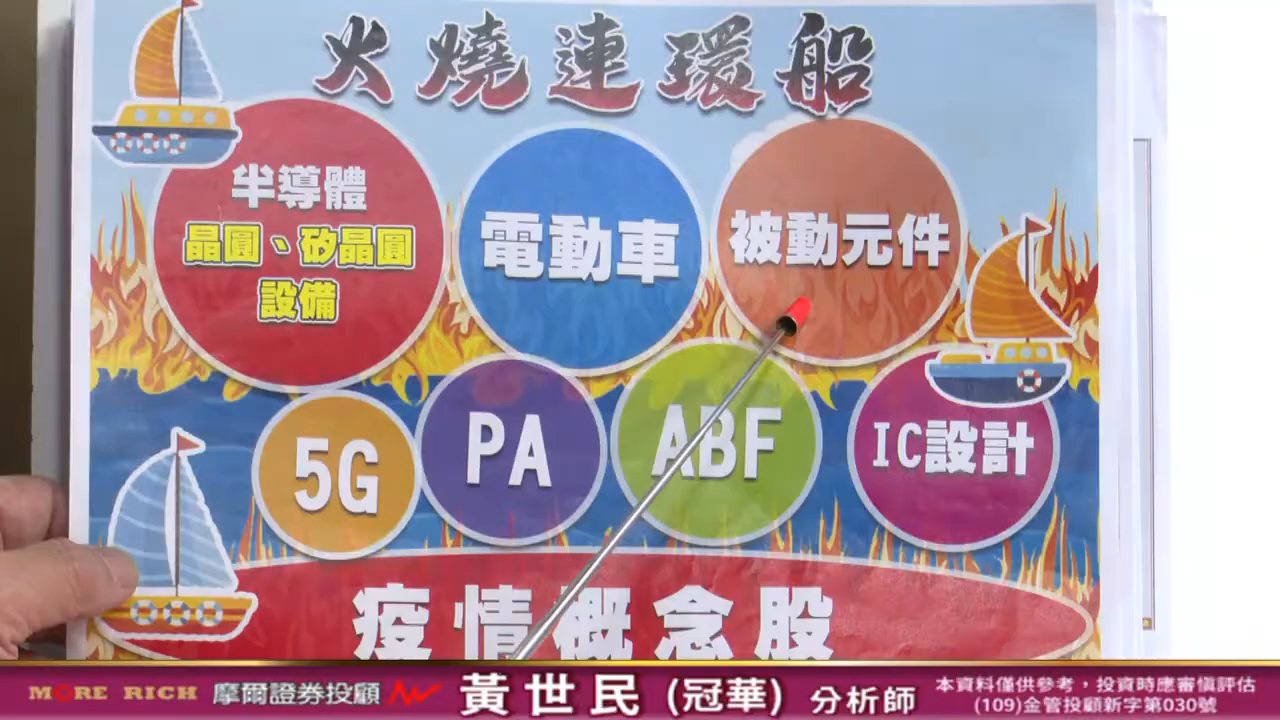 火燒連環船
半導體
晶圓、矽晶圓
設備
電動車
被動元件
5G
PA
ABF
IC設計
疫情概念股
MORE RICH 摩爾證券投顧 黃世民(冠華) 分析師
本資料僅供參考，投資時應審慎評估
(109)金管投顧新字第030號